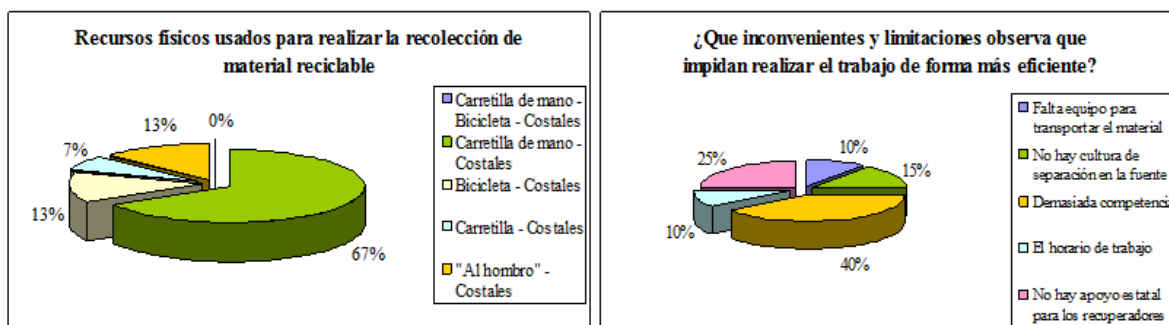 Recursos físicos usados para realizar la recolección de
material reciclable
13%
0%
7%
13%
67%
Carretilla de mano -
Bicicleta - Costales
Carretilla de mano -
Costales
Bicicleta - Costales
Carretilla - Costales
"Al hombro" -
Costales
¿Que inconvenientes y limitaciones observa que
impidan realizar el trabajo de forma más eficiente?
25%
10%
15%
10%
40%
Falta equipo para
transportar el material
No hay cultura de
separación en la fuente
Demasiada competencia
El horario de trabajo
No hay apoyo estatal
para los recuperadores